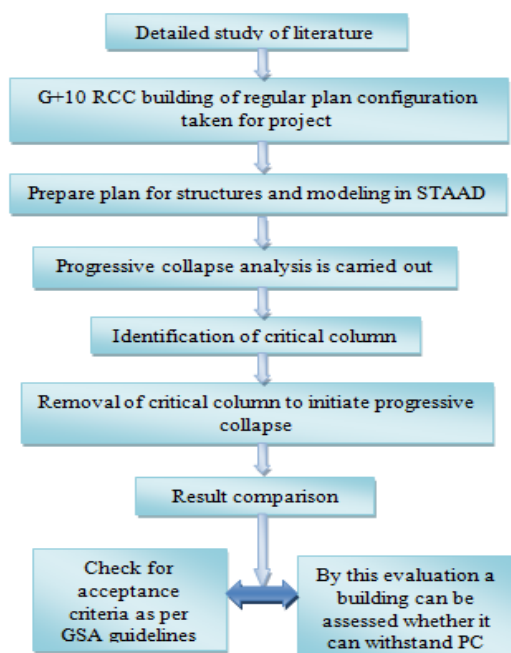 Detailed study of literature
G+10 RCC building of regular plan configuration
taken for project
Prepare plan for structures and modeling in STAAD
Progressive collapse analysis is carried out
Identification of critical column
Removal of critical column to initiate progressive
collapse
Result comparison
Check for
acceptance
criteria as per
GSA guidelines
By this evaluation a
building can be
assessed whether it
can withstand PC